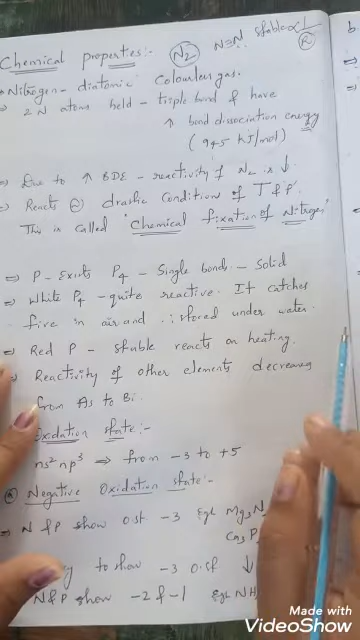 Chemical properties:- N2 N≡N stable ∝ 1/R
Nitrogen - diatomic colourless gas.
⇒ 2 N atoms held - triple bond & have
↑ bond dissociation energy
(945 kJ/mol)
⇒ Due to ↑ BDE - reactivity of N2 is ↓.
Reacts @ drastic condition of T & P.
This is called 'Chemical fixation of Nitrogen'
⇒ P - Exists P4 - Single bonds - Solid
⇒ White P4 - quite reactive. It catches
fire in air and ∴ stored under water.
⇒ Red P - stable reacts on heating.
Reactivity of other elements decreases
from As to Bi.
Oxidation state:-
ns² np³ ⇒ from -3 to +5
Negative Oxidation state:-
⇒ N & P show o.st -3 Eg: Mg3N
Ca3P
to show -3 o.st ↓
N & P show -2 & -1 Eg: NH
Made with
VideoShow